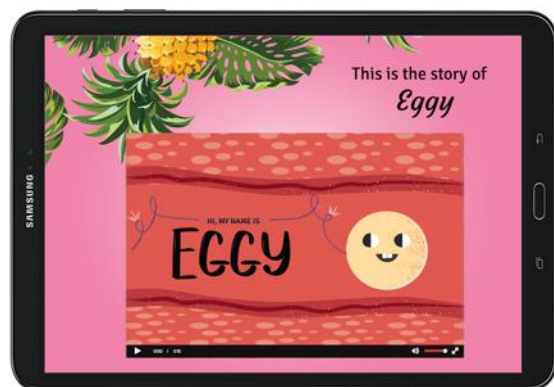 This is the story of
Eggy
HI, MY NAME IS
EGGY
SAMSUNG